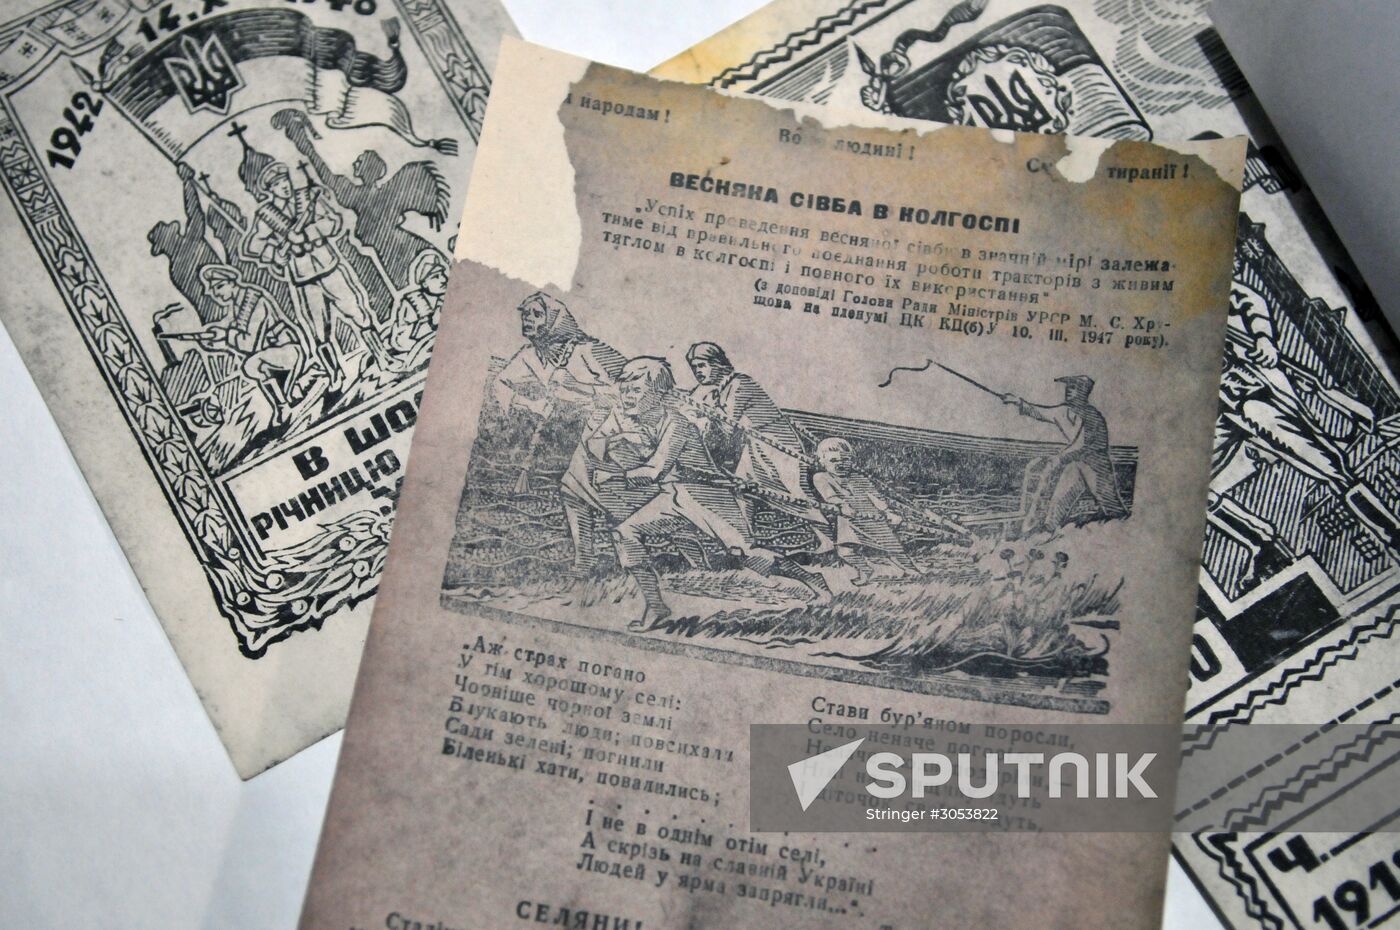 1942
14.X
В
РІЧНИЦЮ
народам!
людині!
тиранії!
ВЕСНЯНА СІВБА В КОЛГОСПІ
„Успіх проведення весняної сівби в значній мірі залежа-
тиме від правильного поєднання роботи тракторів з живим
тяглом в колгоспі і повного їх використання“
(з доповіді Голови Ради Міністрів УРСР М. С. Хру-
щова на пленумі ЦК КП(б)У 10. III. 1947 року).
„Аж страх погано
У тім хорошому селі:
Чорніше чорної землі
Блукають люди; повсихали
Сади зелені; погнили
Біленькі хати, повалились;
Стави бур'яном поросли,
Село неначе
І не в однім отім селі,
А скрізь на славній Україні
Людей у ярма запрягли...“.
СЕЛЯНИ!
Ч.
SPUTNIK
Stringer #3053822